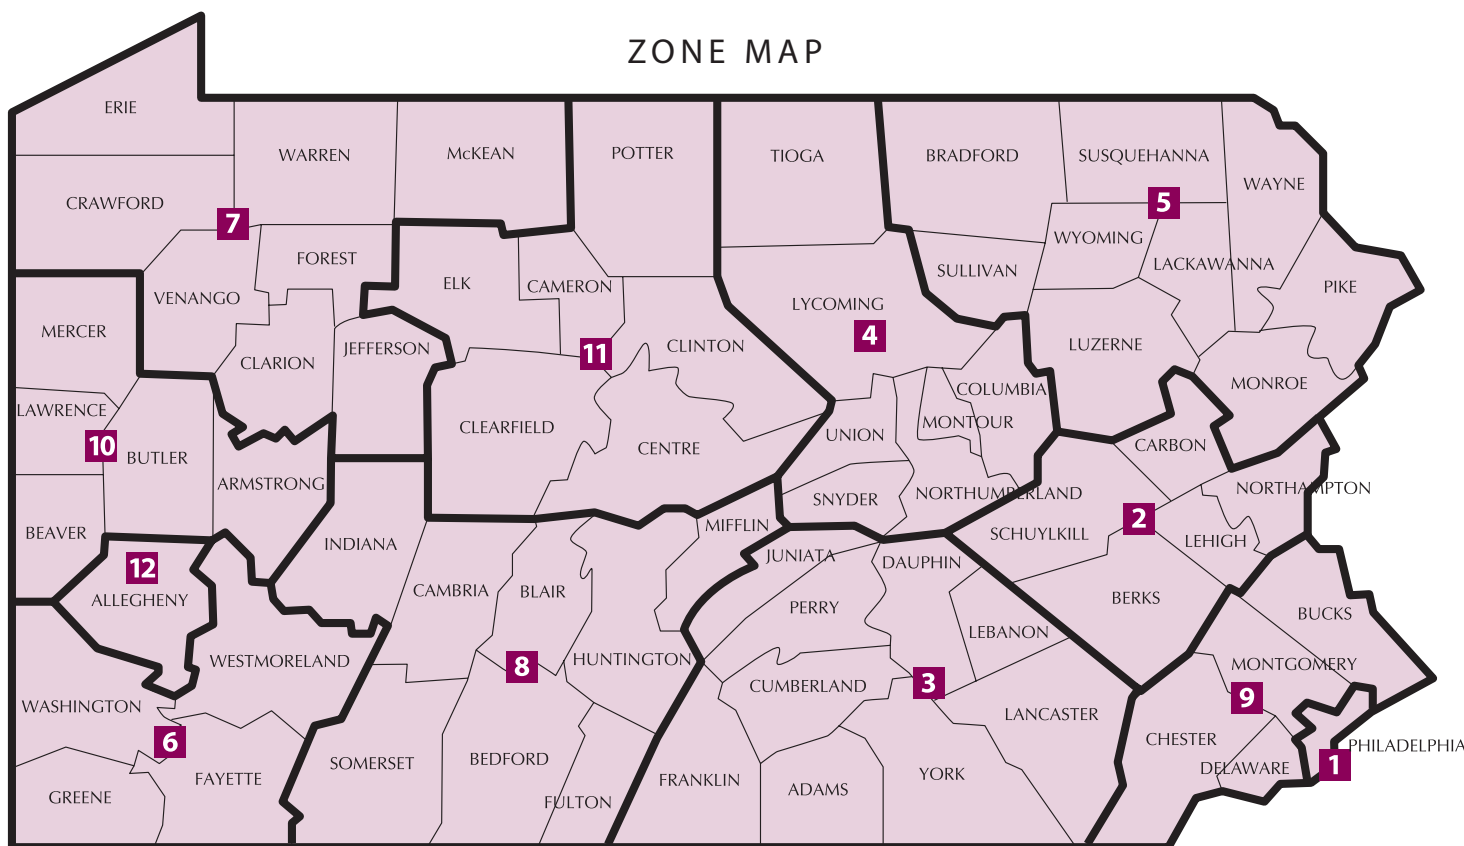 ZONE MAP
ERIE
WARREN
McKEAN
POTTER
TIOGA
BRADFORD
SUSQUEHANNA
WAYNE
CRAWFORD
7
5
WYOMING
FOREST
SULLIVAN
LACKAWANNA
VENANGO
ELK
CAMERON
LYCOMING
PIKE
MERCER
4
CLARION
JEFFERSON
11
CLINTON
LUZERNE
MONROE
LAWRENCE
COLUMBIA
10
BUTLER
CLEARFIELD
CENTRE
UNION
MONTOUR
CARBON
ARMSTRONG
SNYDER
NORTHUMBERLAND
NORTHAMPTON
BEAVER
INDIANA
MIFFLIN
SCHUYLKILL
2
LEHIGH
12
JUNIATA
DAUPHIN
ALLEGHENY
CAMBRIA
BLAIR
PERRY
BERKS
BUCKS
LEBANON
WESTMORELAND
8
HUNTINGTON
MONTGOMERY
CUMBERLAND
3
9
WASHINGTON
LANCASTER
6
CHESTER
PHILADELPHIA
SOMERSET
BEDFORD
DELAWARE
1
FAYETTE
FRANKLIN
YORK
GREENE
FULTON
ADAMS